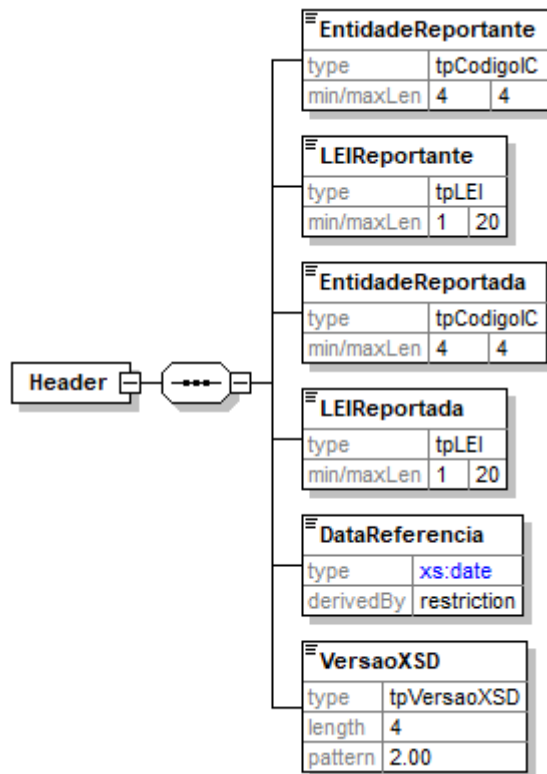 EntidadeReportante
type tpCodigoIC
min/maxLen 4 4
LEIReportante
type tpLEI
min/maxLen 1 20
EntidadeReportada
type tpCodigoIC
min/maxLen 4 4
Header
LEIReportada
type tpLEI
min/maxLen 1 20
DataReferencia
type xs:date
derivedBy restriction
VersaoXSD
type tpVersaoXSD
length 4
pattern 2.00